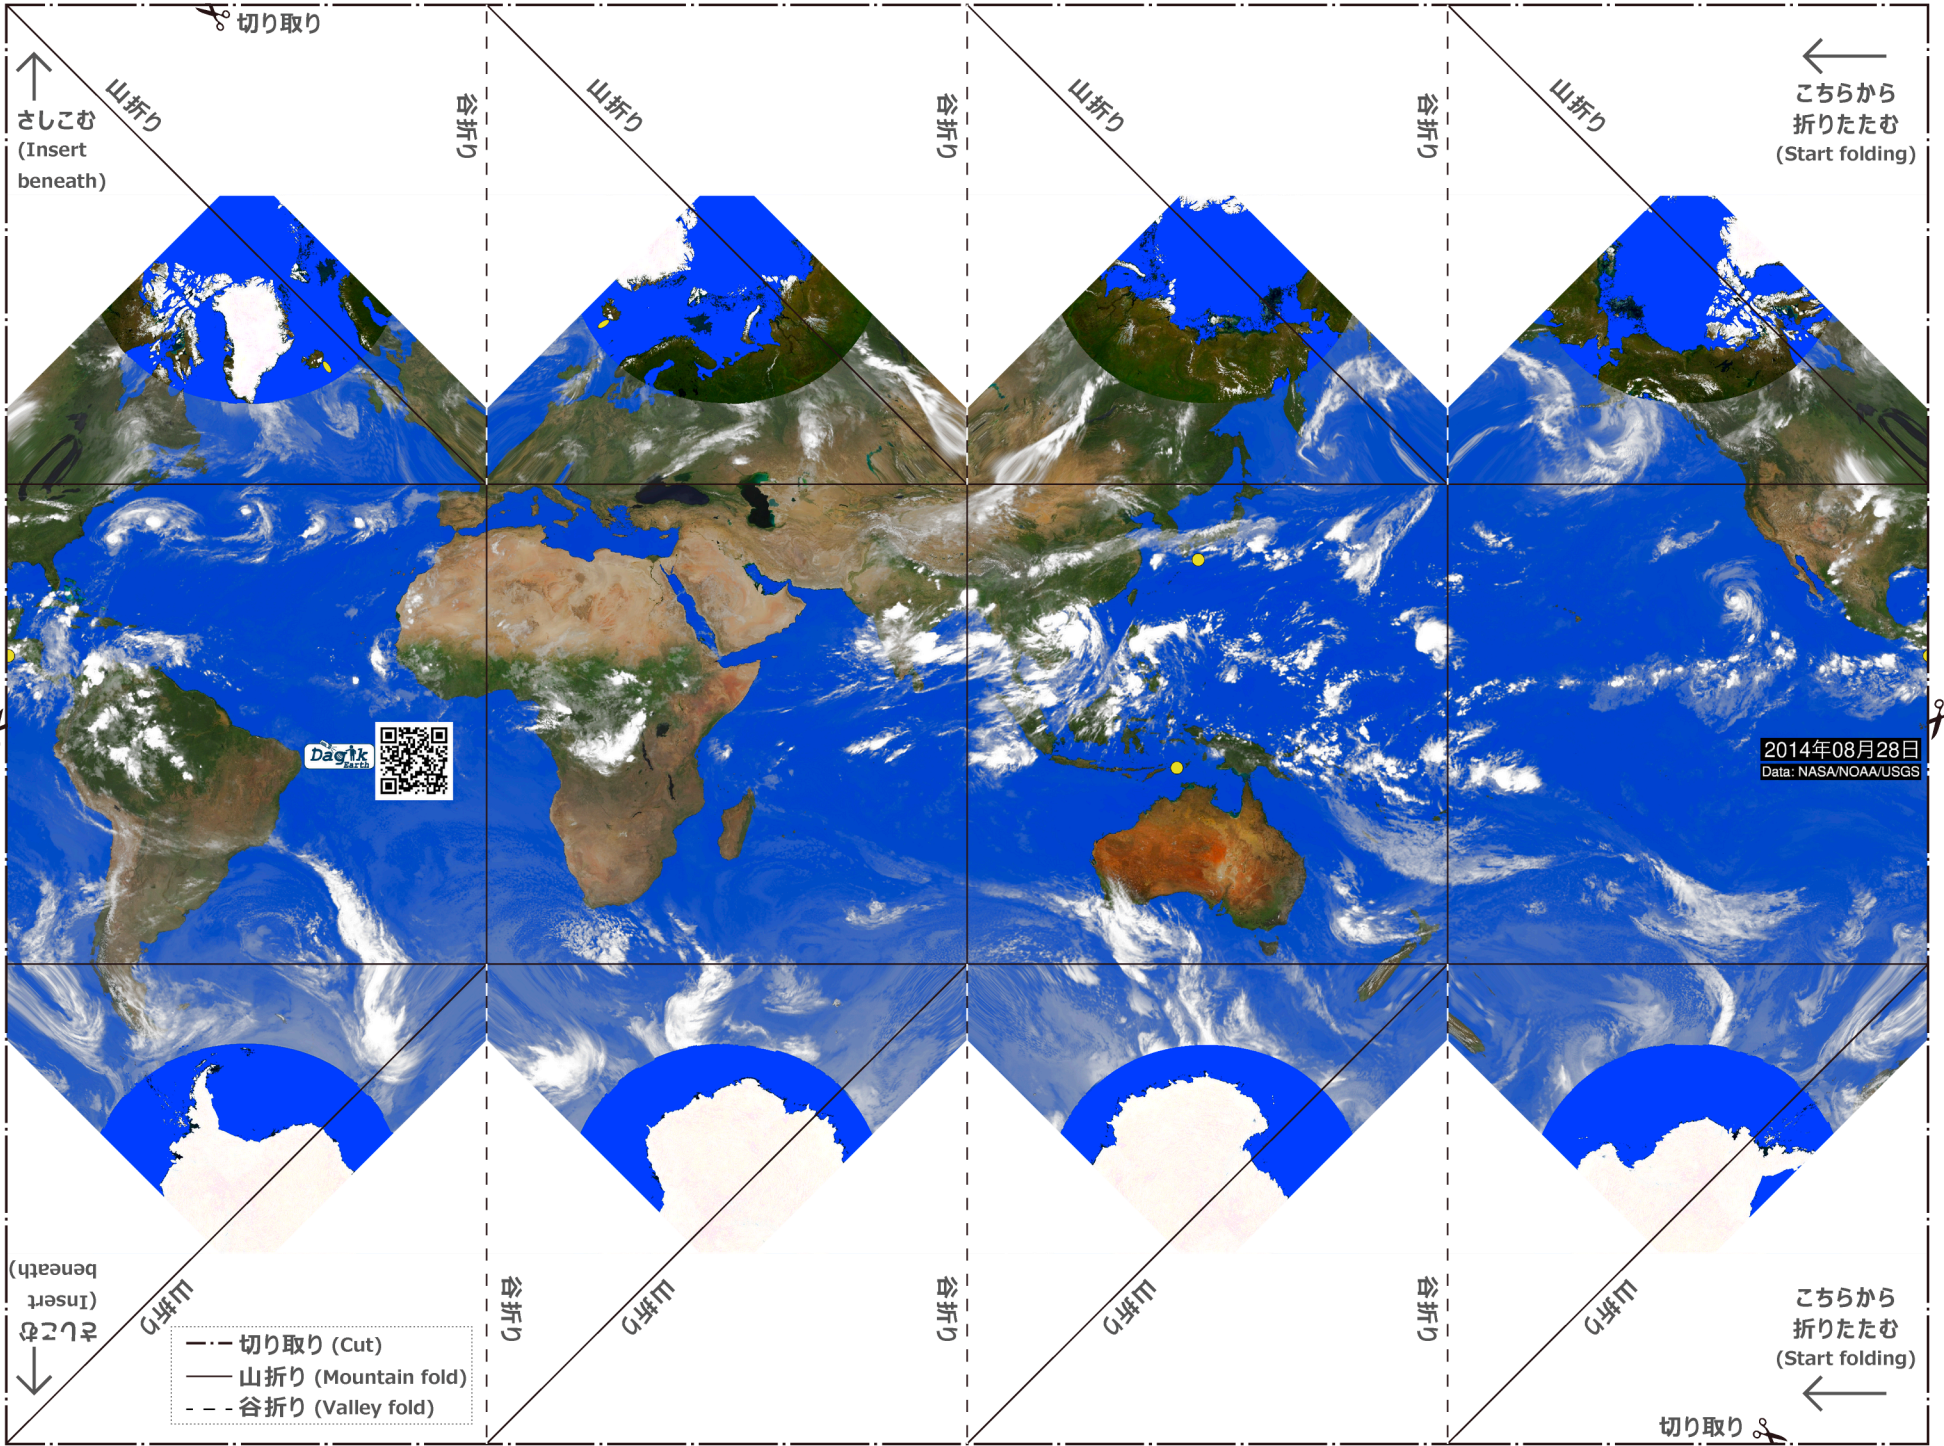 切り取り
さしこむ
(Insert
beneath)
山折り
谷折り
山折り
谷折り
山折り
谷折り
山折り
こちらから
折りたたむ
(Start folding)
Dagik
Earth
2014年08月28日
Data: NASA/NOAA/USGS
さしこむ
(Insert
beneath)
山折り
谷折り
山折り
谷折り
山折り
谷折り
山折り
こちらから
折りたたむ
(Start folding)
切り取り (Cut)
山折り (Mountain fold)
谷折り (Valley fold)
切り取り